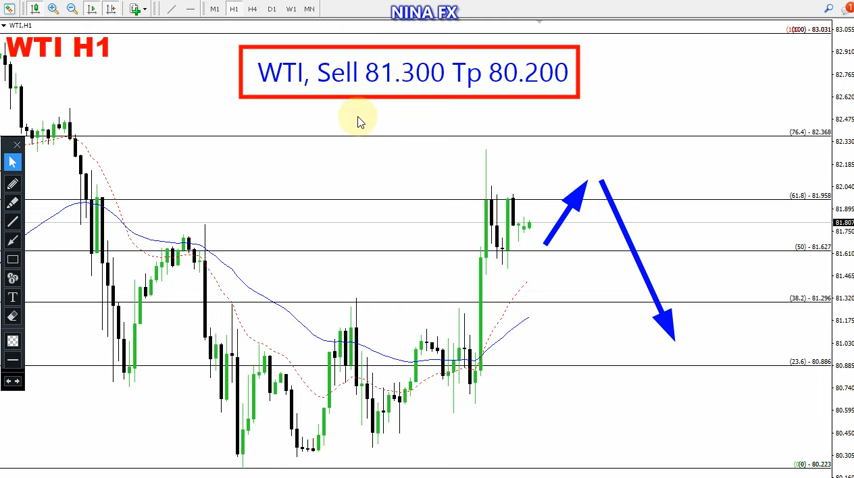 M1 H1 H4 D1 W1 MN
NINA FX
WTI,H1
WTI H1
WTI, Sell 81.300 Tp 80.200
(100) - 83.031
83.055
82.910
82.765
82.620
82.475
(76.4) - 82.368
82.330
82.185
82.040
(61.8) - 81.958
81.895
81.807
81.750
(50) - 81.627
81.610
81.465
81.320
(38.2) - 81.296
81.175
81.030
(23.6) - 80.886
80.885
80.740
80.595
80.450
80.305
(0) - 80.223
80.160
T